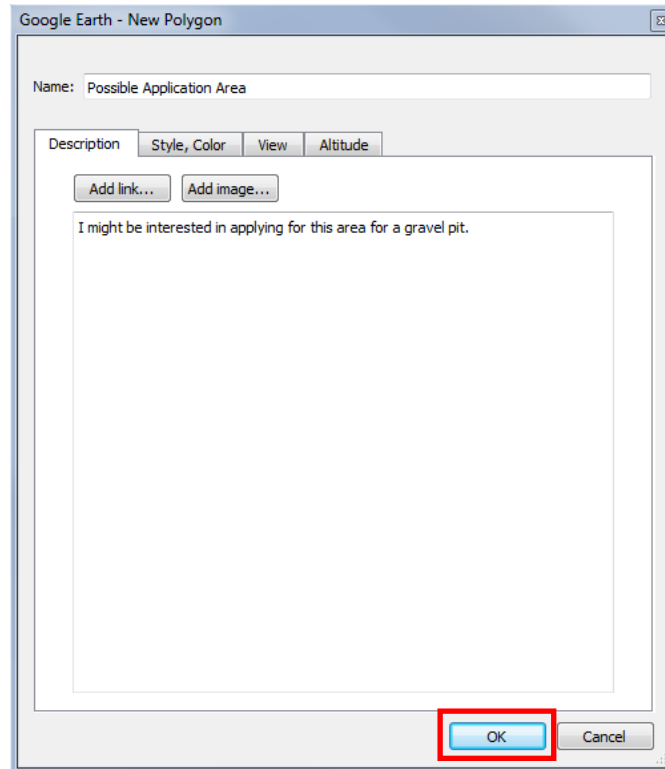 Google Earth - New Polygon
Name: Possible Application Area
Description Style, Color View Altitude
Add link... Add image...
I might be interested in applying for this area for a gravel pit.
OK Cancel